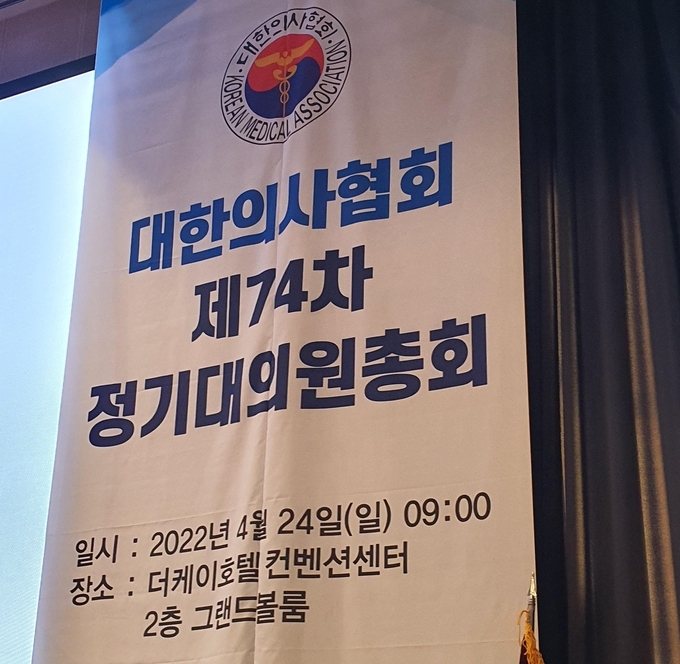 ·대한의사협회·
KOREAN MEDICAL ASSOCIATION
대한의사협회
제74차
정기대의원총회
일시 : 2022년 4월 24일(일) 09:00
장소 : 더케이호텔 컨벤션센터
2층 그랜드볼룸